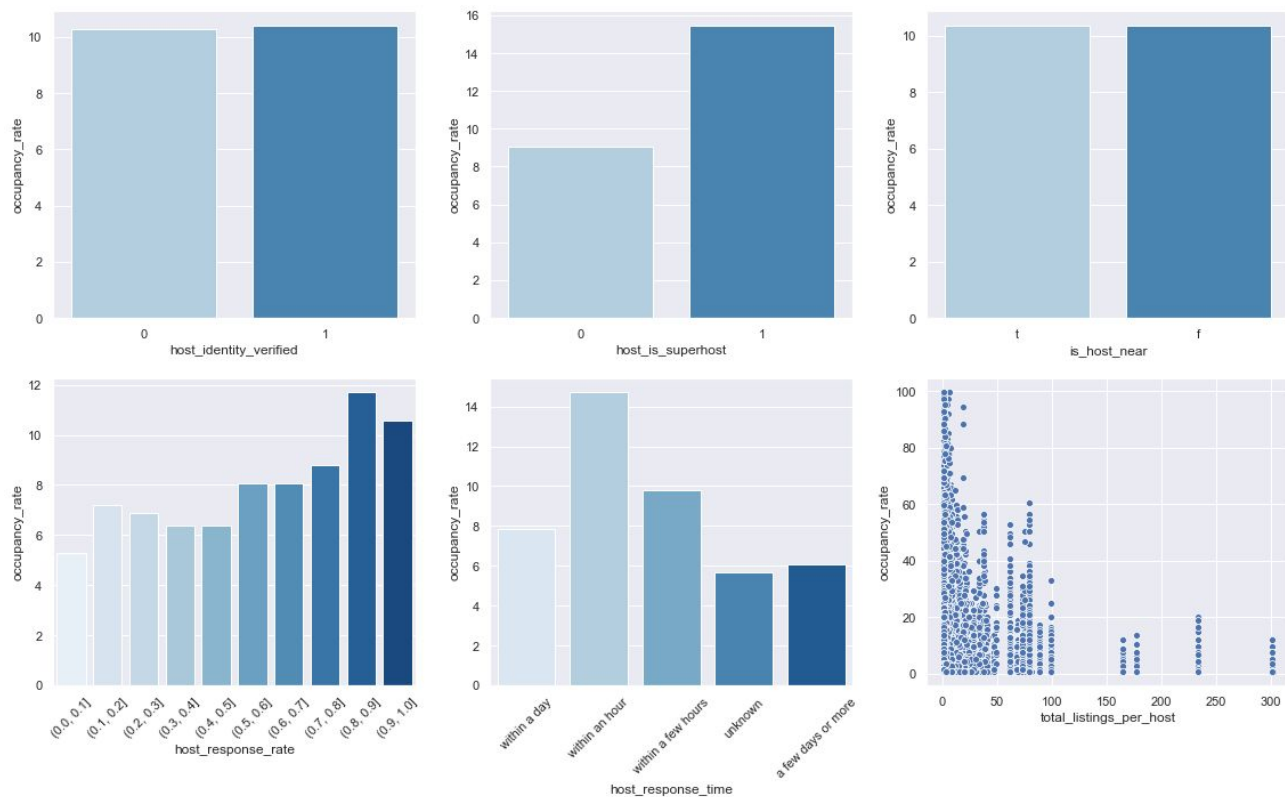 occupancy_rate
10
8
6
4
2
0
0 1
host_identity_verified
occupancy_rate
16
14
12
10
8
6
4
2
0
0 1
host_is_superhost
occupancy_rate
10
8
6
4
2
0
t f
is_host_near
occupancy_rate
12
10
8
6
4
2
0
(0.0, 0.1] (0.1, 0.2] (0.2, 0.3] (0.3, 0.4] (0.4, 0.5] (0.5, 0.6] (0.6, 0.7] (0.7, 0.8] (0.8, 0.9] (0.9, 1.0]
host_response_rate
occupancy_rate
14
12
10
8
6
4
2
0
within a day within an hour within a few hours unknown a few days or more
host_response_time
occupancy_rate
100
80
60
40
20
0
0 50 100 150 200 250 300
total_listings_per_host